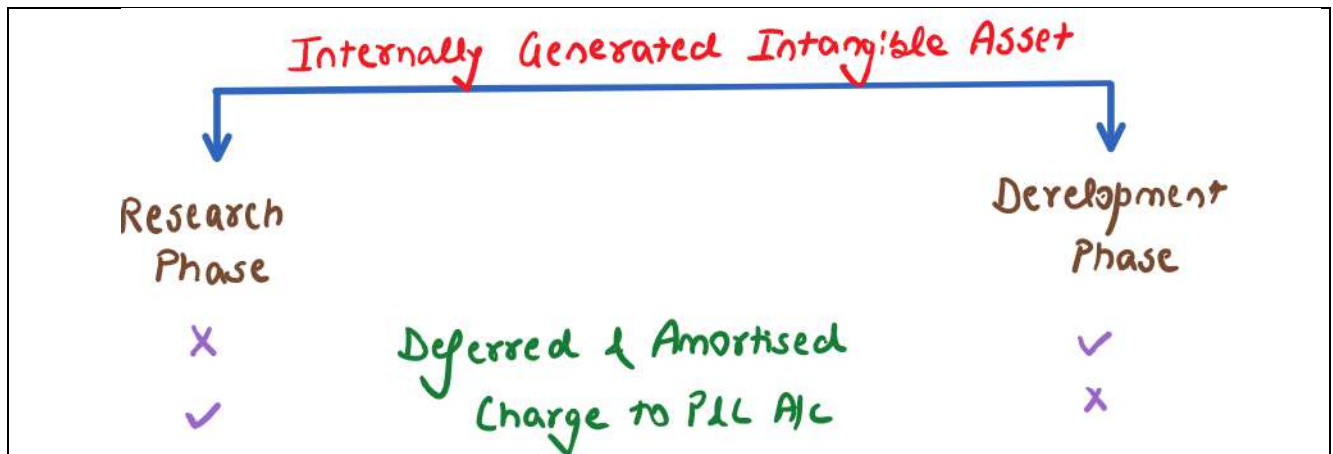 Internally Generated Intangible Asset
Research Phase
Development Phase
X Deferred & Amortised ✓
✓ Charge to P&L A/c X